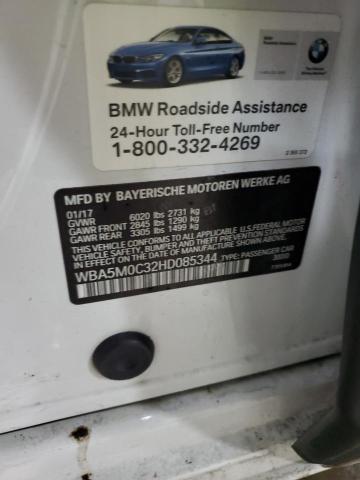 BMW
Roadside Assistance
BMW Roadside Assistance
24-Hour Toll-Free Number
1-800-332-4269
MFD BY BAYERISCHE MOTOREN WERKE AG
01/17
GVWR 6020 lbs 2731 kg
GAWR FRONT 2845 lbs 1290 kg
GAWR REAR 3305 lbs 1499 kg
THIS VEHICLE CONFORMS TO ALL APPLICABLE U.S. FEDERAL MOTOR
VEHICLE SAFETY, BUMPER, AND THEFT PREVENTION STANDARDS
IN EFFECT ON THE DATE OF MANUFACTURE SHOWN ABOVE.
WBA5M0C32HD085344 TYPE: PASSENGER CAR